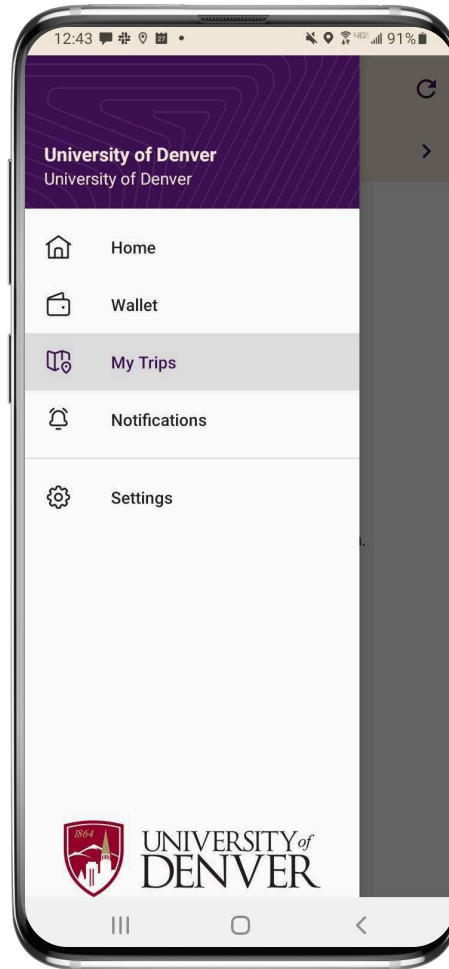 12:43
91%
University of Denver
University of Denver
Home
Wallet
My Trips
Notifications
Settings
1864
UNIVERSITY of
DENVER